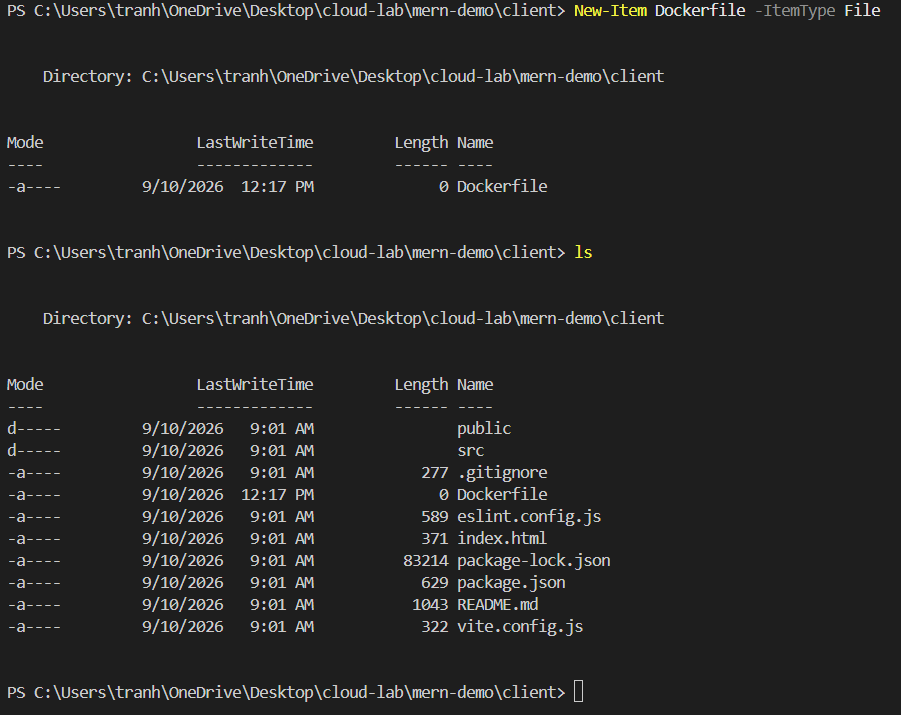 PS C:\Users\tranh\OneDrive\Desktop\cloud-lab\mern-demo\client> New-Item Dockerfile -ItemType File
    Directory: C:\Users\tranh\OneDrive\Desktop\cloud-lab\mern-demo\client
Mode                 LastWriteTime         Length Name
----                 -------------         ------ ----
-a----         9/10/2026  12:17 PM              0 Dockerfile
PS C:\Users\tranh\OneDrive\Desktop\cloud-lab\mern-demo\client> ls
    Directory: C:\Users\tranh\OneDrive\Desktop\cloud-lab\mern-demo\client
Mode                 LastWriteTime         Length Name
----                 -------------         ------ ----
d-----         9/10/2026   9:01 AM                public
d-----         9/10/2026   9:01 AM                src
-a----         9/10/2026   9:01 AM            277 .gitignore
-a----         9/10/2026  12:17 PM              0 Dockerfile
-a----         9/10/2026   9:01 AM            589 eslint.config.js
-a----         9/10/2026   9:01 AM            371 index.html
-a----         9/10/2026   9:01 AM          83214 package-lock.json
-a----         9/10/2026   9:01 AM            629 package.json
-a----         9/10/2026   9:01 AM           1043 README.md
-a----         9/10/2026   9:01 AM            322 vite.config.js
PS C:\Users\tranh\OneDrive\Desktop\cloud-lab\mern-demo\client>